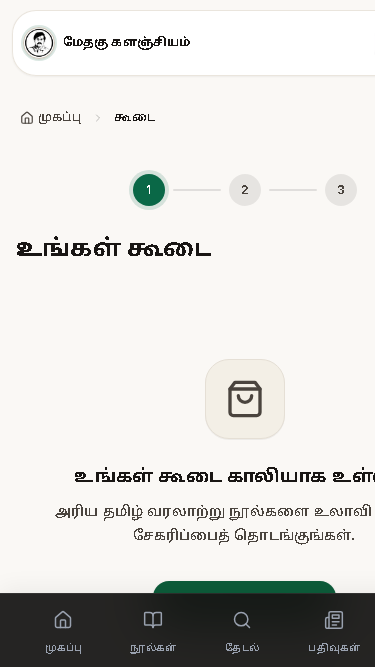 மேதகு களஞ்சியம்
முகப்பு > கூடை
1 2 3
உங்கள் கூடை
உங்கள் கூடை காலியாக
அரிய தமிழ் வரலாற்று நூல்களை உலாவி
சேகரிப்பைத் தொடங்குங்கள்.
முகப்பு நூல்கள் தேடல் பதிவுகள்